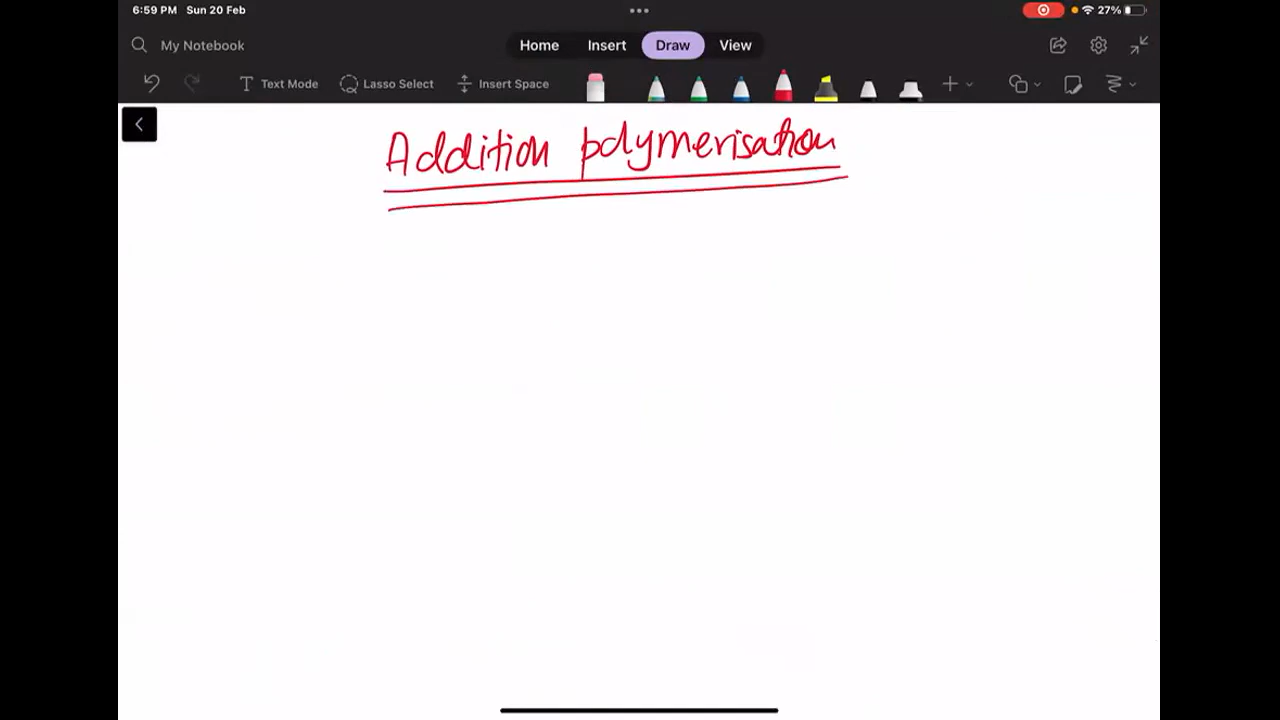 6:59 PM Sun 20 Feb 27%
My Notebook Home Insert Draw View
Text Mode Lasso Select Insert Space
Addition polymerisation